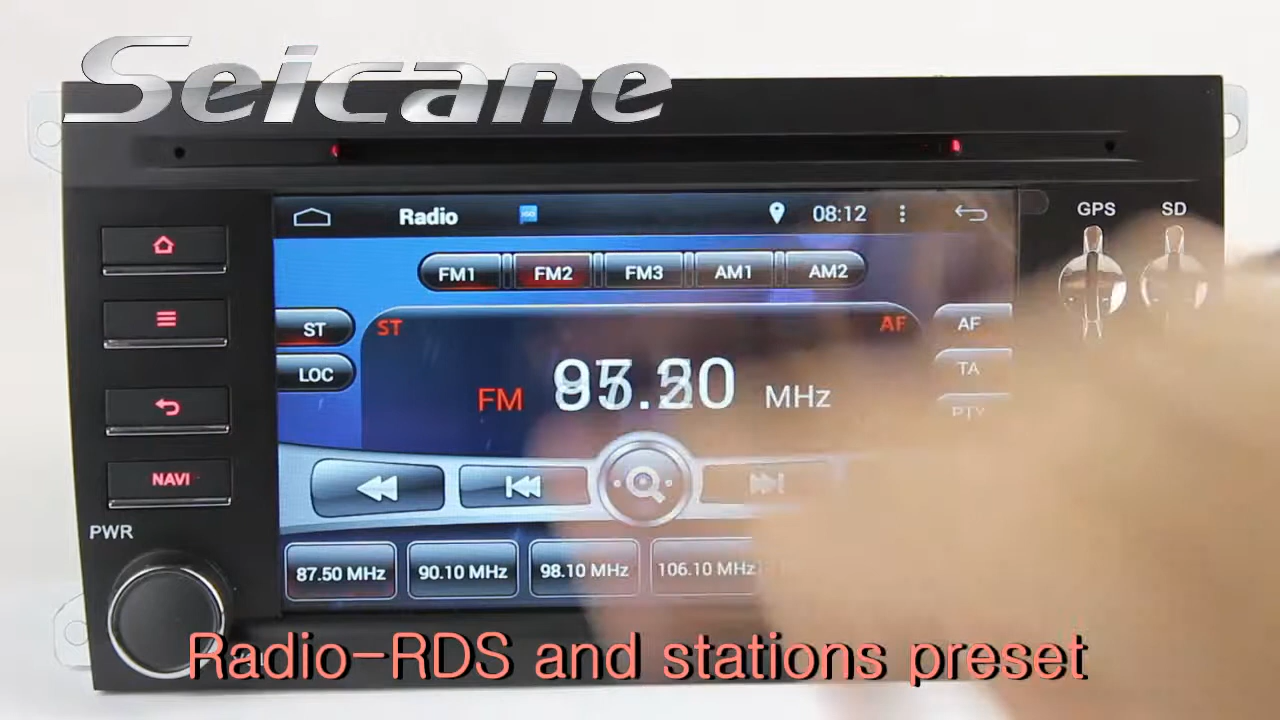 Seicane
GPS SD
Radio 08:12
FM1 FM2 FM3 AM1 AM2
ST ST AF AF
LOC TA
FM MHz
PTY
NAVI
PWR
87.50 MHz 90.10 MHz 98.10 MHz 106.10 MHz
Radio-RDS and stations preset